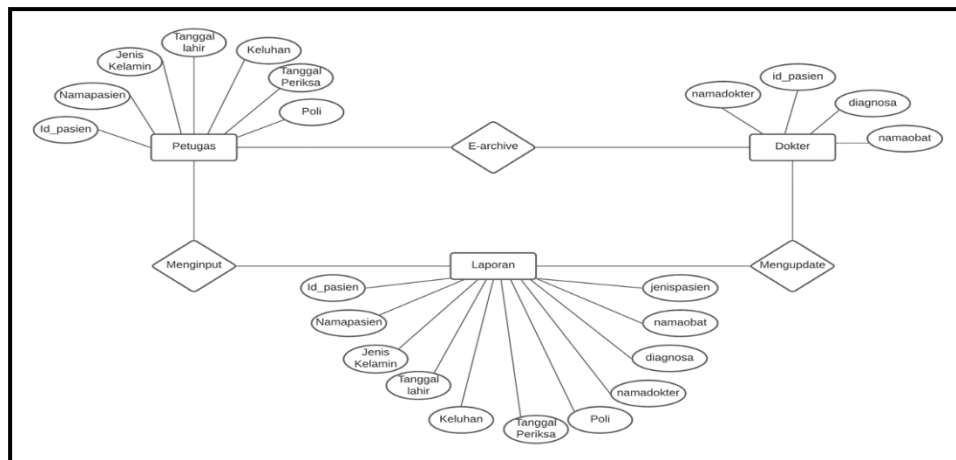 Tanggal
lahir
Keluhan
Jenis
Kelamin
Tanggal
Periksa
Namapasien
Poli
Id_pasien
Petugas
E-archive
id_pasien
namadokter
diagnosa
namaobat
Dokter
Menginput
Laporan
Mengupdate
Id_pasien
jenispasien
Namapasien
namaobat
Jenis
Kelamin
diagnosa
Tanggal
lahir
namadokter
Keluhan
Tanggal
Periksa
Poli